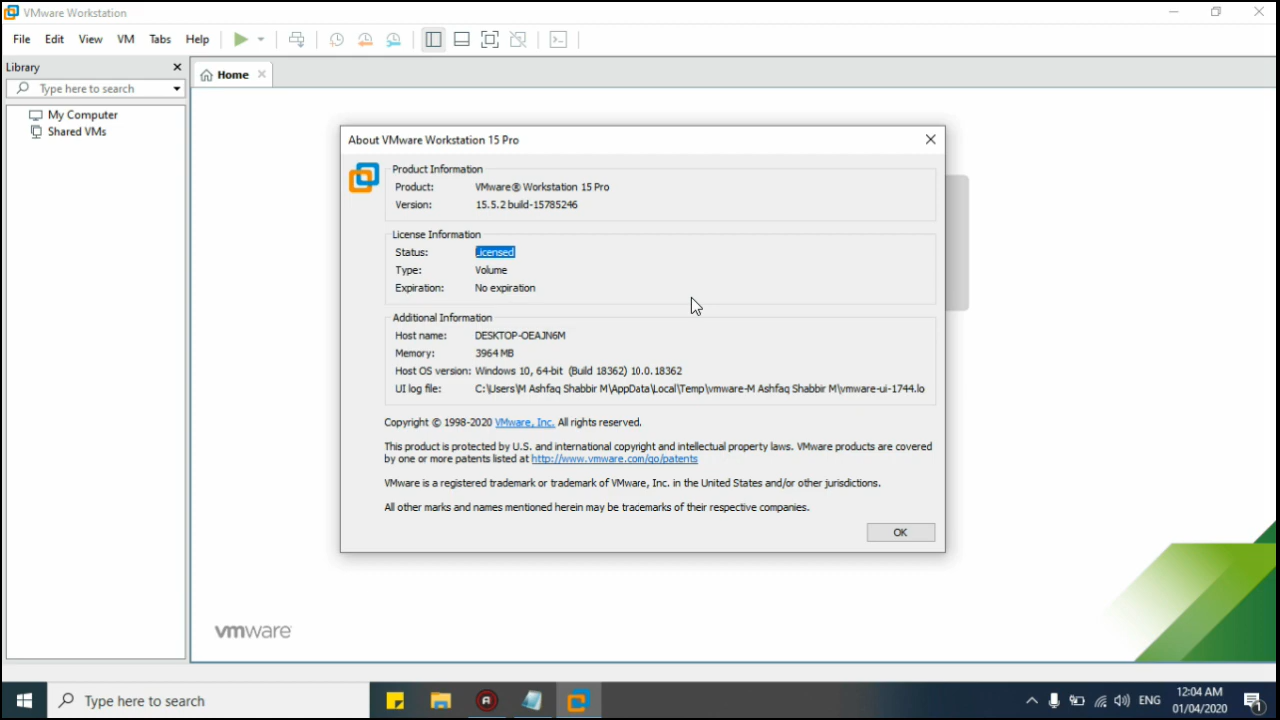 VMware Workstation
File Edit View VM Tabs Help
Library
Home
Type here to search
My Computer
Shared VMs
About VMware Workstation 15 Pro
Product Information
Product: VMware® Workstation 15 Pro
Version: 15.5.2 build-15785246
License Information
Status: Licensed
Type: Volume
Expiration: No expiration
Additional Information
Host name: DESKTOP-OEAJN6M
Memory: 3964 MB
Host OS version: Windows 10, 64-bit (Build 18362) 10.0.18362
UI log file: C:\Users\M Ashfaq Shabbir M\AppData\Local\Temp\vmware-M Ashfaq Shabbir M\vmware-ui-1744.lo
Copyright © 1998-2020 VMware, Inc. All rights reserved.
This product is protected by U.S. and international copyright and intellectual property laws. VMware products are covered
by one or more patents listed at http://www.vmware.com/go/patents
VMware is a registered trademark or trademark of VMware, Inc. in the United States and/or other jurisdictions.
All other marks and names mentioned herein may be trademarks of their respective companies.
OK
vmware
Type here to search
ENG
12:04 AM
01/04/2020
1